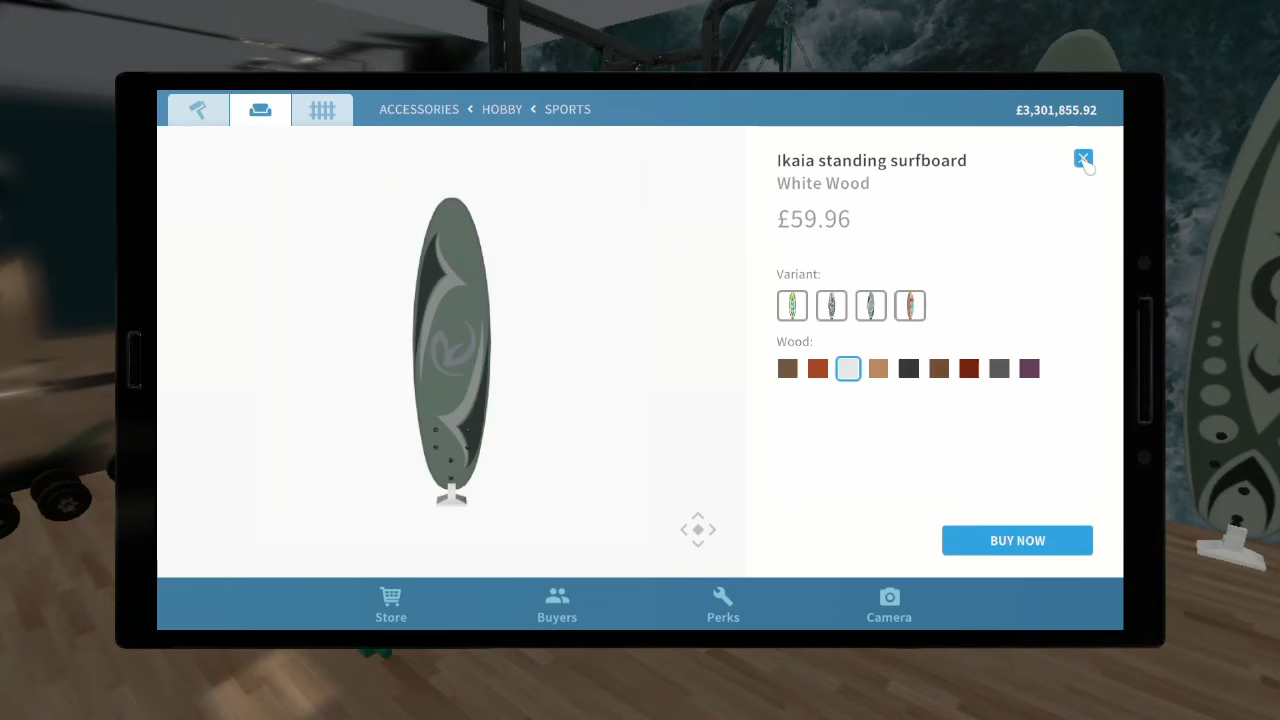 ACCESSORIES < HOBBY < SPORTS
£3,301,855.92
Ikaia standing surfboard
White Wood
£59.96
Variant:
Wood:
R
BUY NOW
Store
Buyers
Perks
Camera